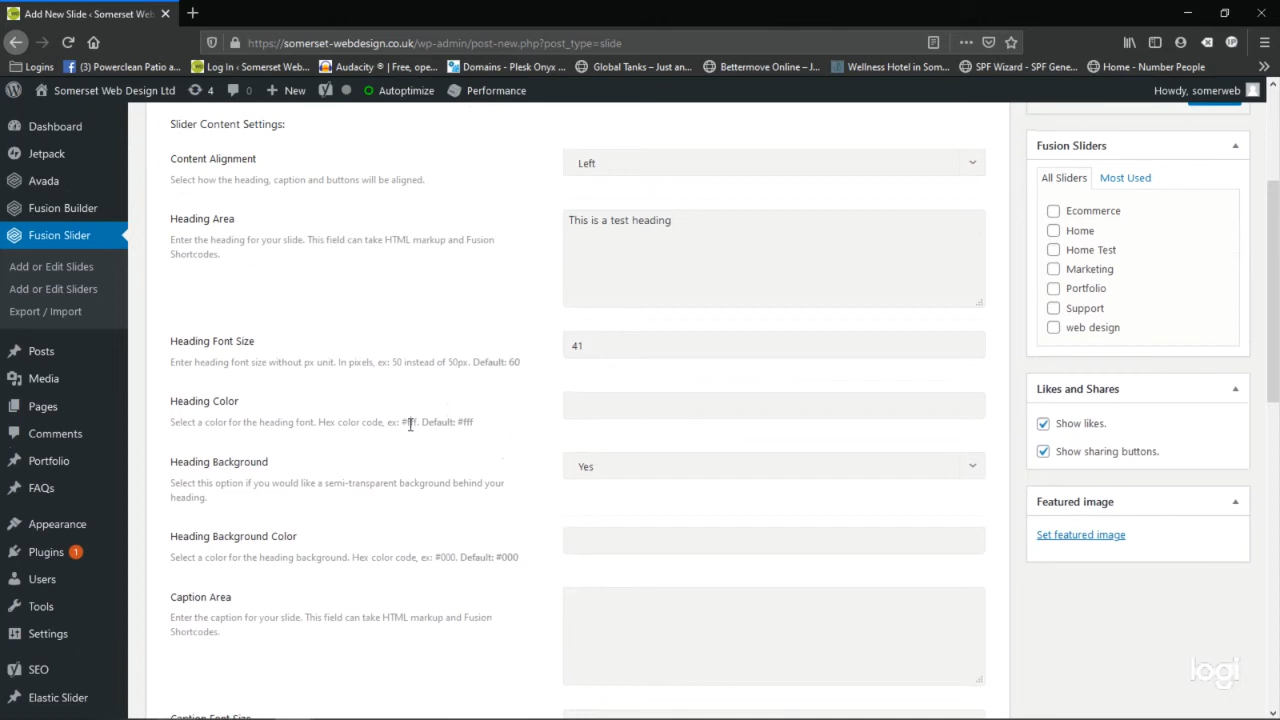 Add New Slide ‹ Somerset Web
https://somerset-webdesign.co.uk/wp-admin/post-new.php?post_type=slide
Logins
(3) Powerclean Patio a...
Log In ‹ Somerset Web...
Audacity ® | Free, ope...
Domains - Plesk Onyx ...
Global Tanks – Just an...
Bettermove Online – J...
Wellness Hotel in Som...
SPF Wizard - SPF Gene...
Home - Number People
Somerset Web Design Ltd
4
0
New
Autoptimize
Performance
Howdy, someweb
Dashboard
Jetpack
Avada
Fusion Builder
Fusion Slider
Add or Edit Slides
Add or Edit Sliders
Export / Import
Posts
Media
Pages
Comments
Portfolio
FAQs
Appearance
Plugins 1
Users
Tools
Settings
SEO
Elastic Slider
Slider Content Settings:
Content Alignment
Select how the heading, caption and buttons will be aligned.
Left
Heading Area
Enter the heading for your slide. This field can take HTML markup and Fusion
Shortcodes.
This is a test heading
Heading Font Size
Enter heading font size without px unit. In pixels, ex: 50 instead of 50px. Default: 60
41
Heading Color
Select a color for the heading font. Hex color code, ex: #fff. Default: #fff
Heading Background
Select this option if you would like a semi-transparent background behind your
heading.
Yes
Heading Background Color
Select a color for the heading background. Hex color code, ex: #000. Default: #000
Caption Area
Enter the caption for your slide. This field can take HTML markup and Fusion
Shortcodes.
Caption Font Size
Fusion Sliders
All Sliders
Most Used
Ecommerce
Home
Home Test
Marketing
Portfolio
Support
web design
Likes and Shares
Show likes.
Show sharing buttons.
Featured image
Set featured image
logi